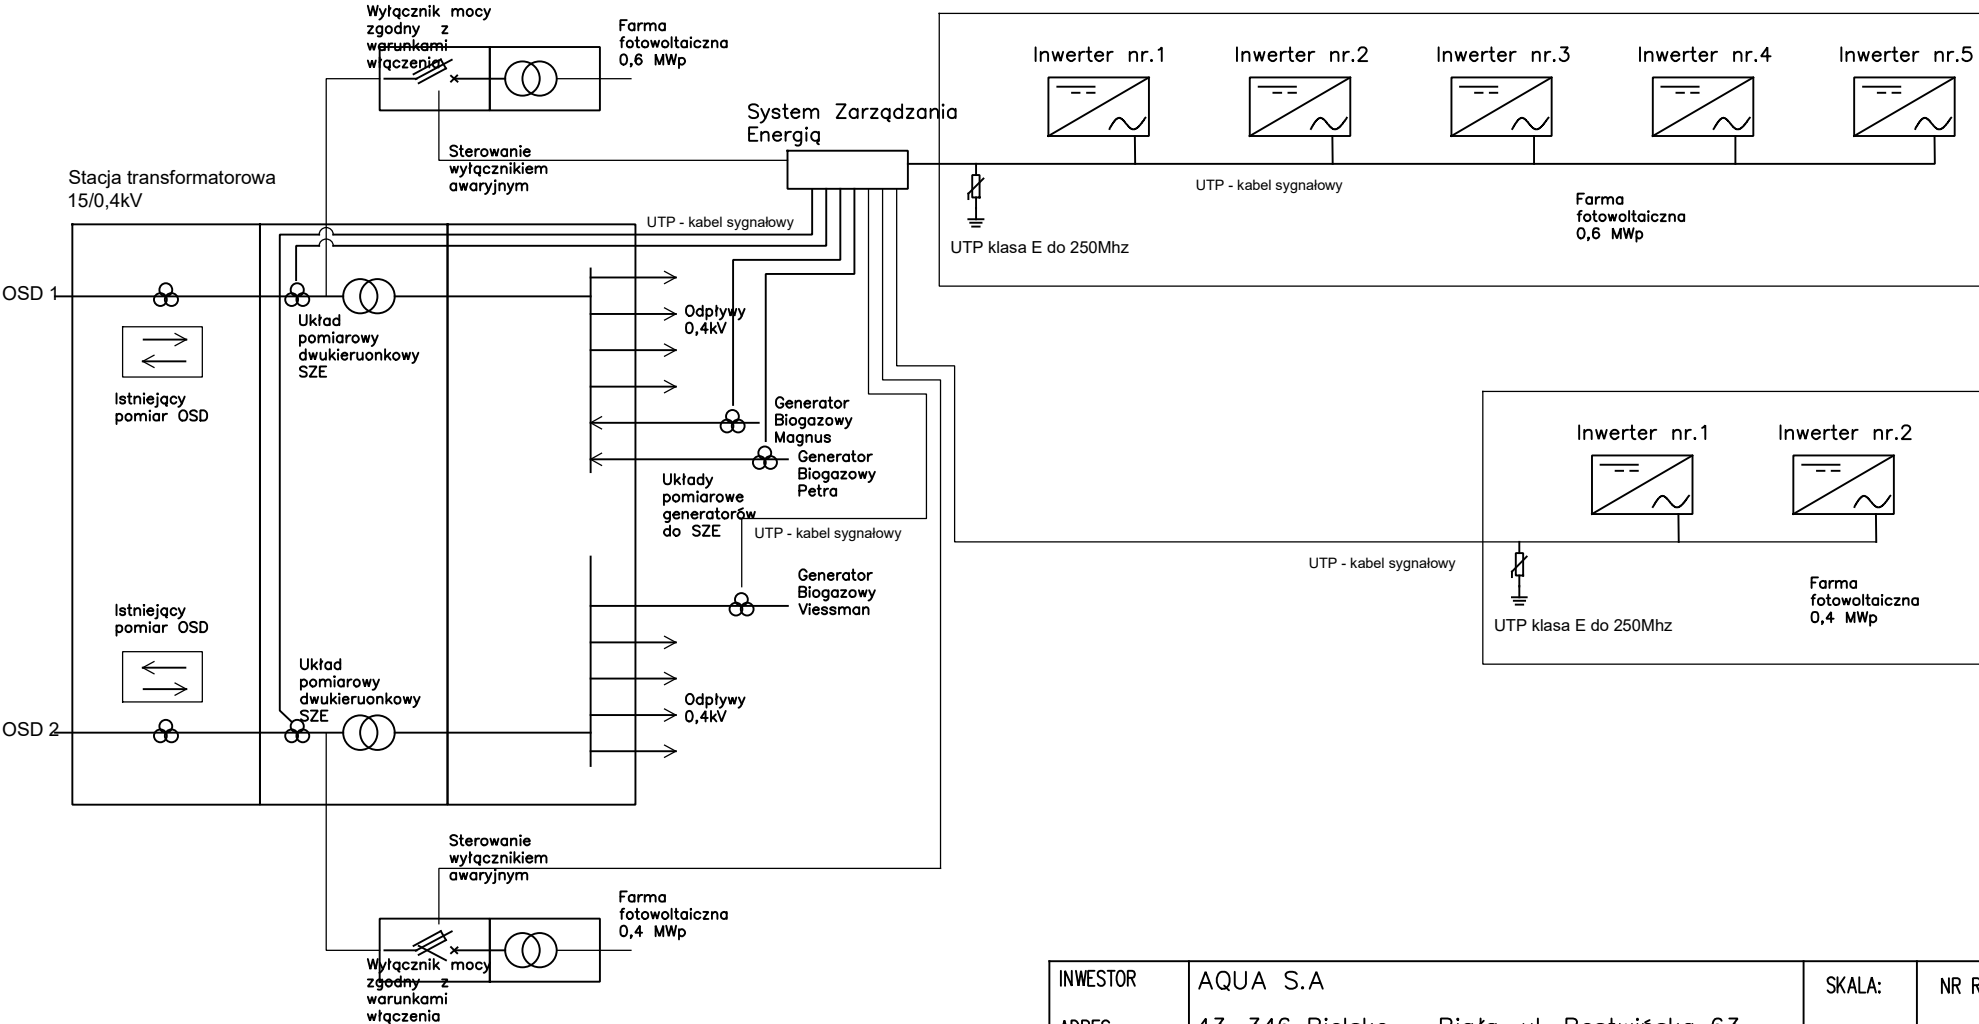 Wyłącznik mocy
zgodny z
warunkami
włączenia
Farma
fotowoltaiczna
0,6 MWp
System Zarządzania
Energią
Sterowanie
wyłącznikiem
awaryjnym
Inwerter nr.1
Inwerter nr.2
Inwerter nr.3
Inwerter nr.4
Inwerter nr.5
UTP - kabel sygnałowy
UTP klasa E do 250Mhz
Farma
fotowoltaiczna
0,6 MWp
Stacja transformatorowa
15/0,4kV
UTP - kabel sygnałowy
OSD 1
Układ
pomiarowy
dwukieruonkowy
SZE
Istniejący
pomiar OSD
Odpływy
0,4kV
Generator
Biogazowy
Magnus
Generator
Biogazowy
Petra
Układy
pomiarowe
generatorów
do SZE
UTP - kabel sygnałowy
Generator
Biogazowy
Viessman
Inwerter nr.1
Inwerter nr.2
UTP - kabel sygnałowy
UTP klasa E do 250Mhz
Farma
fotowoltaiczna
0,4 MWp
Istniejący
pomiar OSD
Układ
pomiarowy
dwukieruonkowy
SZE
OSD 2
Odpływy
0,4kV
Sterowanie
wyłącznikiem
awaryjnym
Farma
fotowoltaiczna
0,4 MWp
Wyłącznik mocy
zgodny z
warunkami
włączenia
INWESTOR
AQUA S.A
SKALA:
NR R